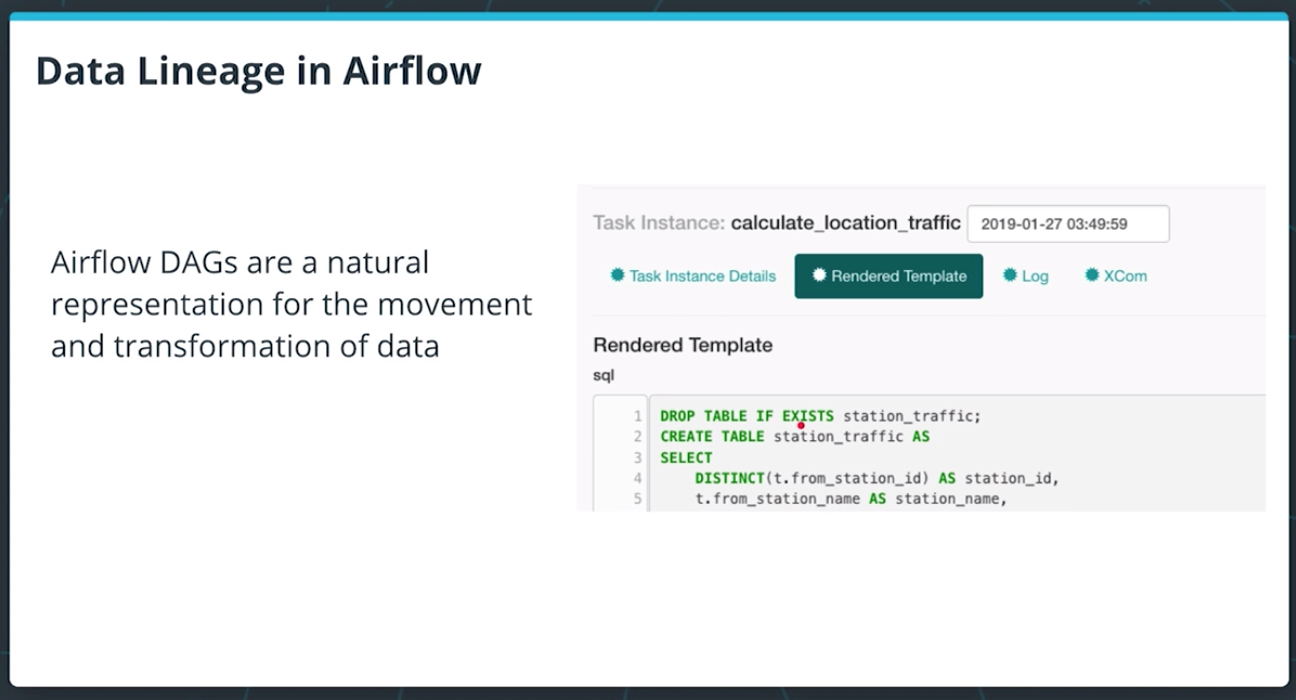 Data Lineage in Airflow
Airflow DAGs are a natural
representation for the movement
and transformation of data
Task Instance: calculate_location_traffic 2019-01-27 03:49:59
Task Instance Details Rendered Template Log XCom
Rendered Template
sql
1 DROP TABLE IF EXISTS station_traffic;
2 CREATE TABLE station_traffic AS
3 SELECT
4 DISTINCT(t.from_station_id) AS station_id,
5 t.from_station_name AS station_name,